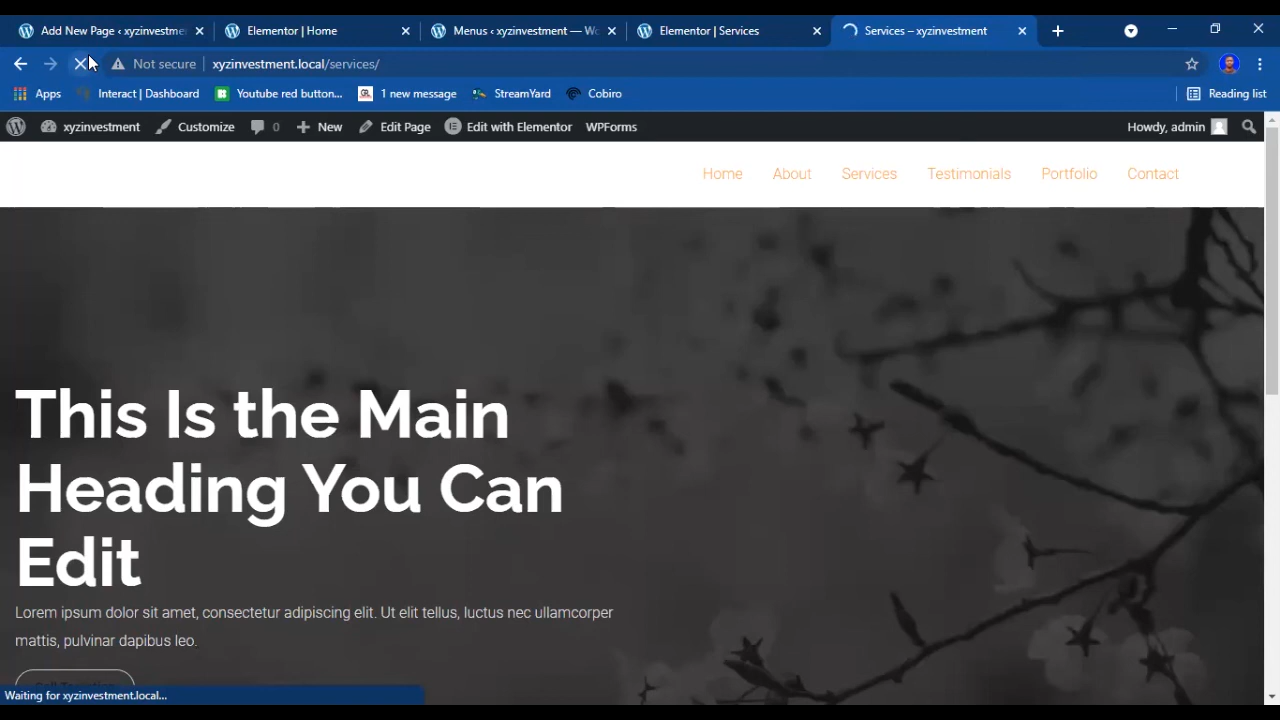 Add New Page ‹ xyzinvestme
Elementor | Home
Menus ‹ xyzinvestment — Wo
Elementor | Services
Services – xyzinvestment
Not secure
xyzinvestment.local/services/
Apps
Interact | Dashboard
Youtube red button...
1 new message
StreamYard
Cobiro
Reading list
xyzinvestment
Customize
0
New
Edit Page
Edit with Elementor
WPForms
Howdy, admin
Home
About
Services
Testimonials
Portfolio
Contact
This Is the Main
Heading You Can
Edit
Lorem ipsum dolor sit amet, consectetur adipiscing elit. Ut elit tellus, luctus nec ullamcorper
mattis, pulvinar dapibus leo.
Waiting for xyzinvestment.local...